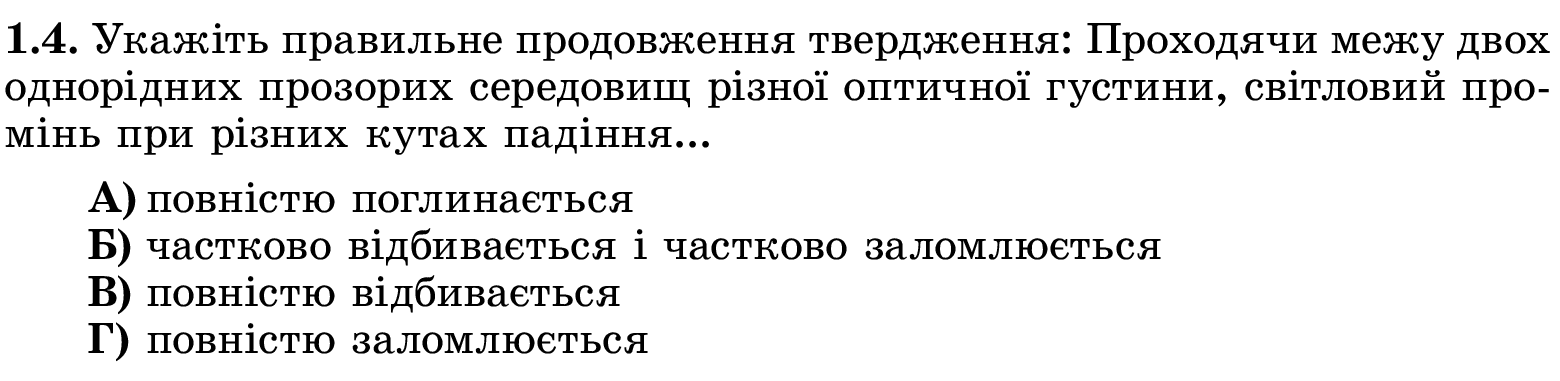 1.4. Укажіть правильне продовження твердження: Проходячи межу двох
однорідних прозорих середовищ різної оптичної густини, світловий про-
мінь при різних кутах падіння...
А) повністю поглинається
Б) частково відбивається і частково заломлюється
В) повністю відбивається
Г) повністю заломлюється